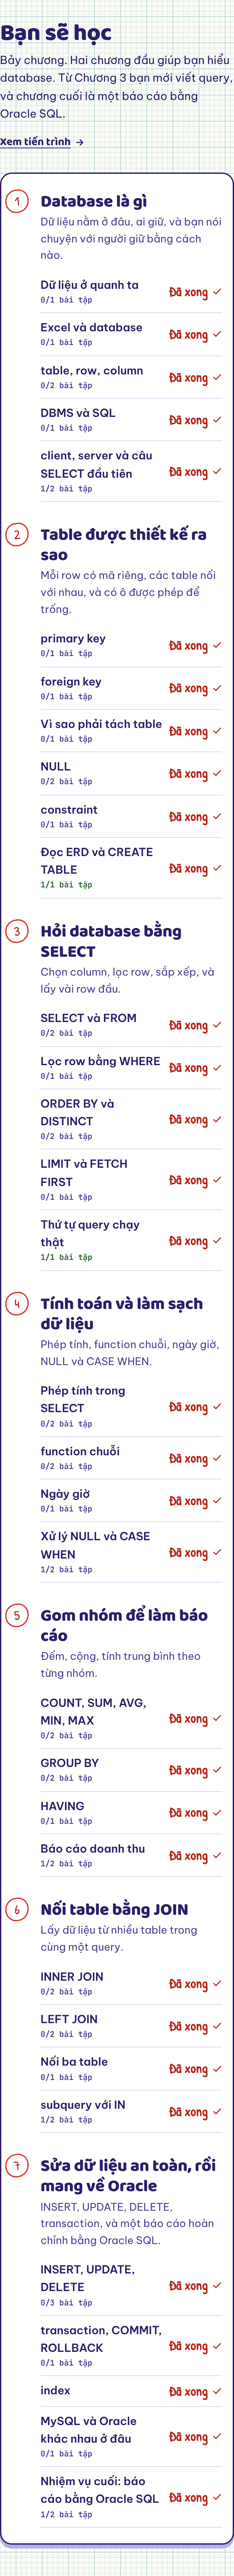 Bạn sẽ học
Bảy chương. Hai chương đầu giúp bạn hiểu
database. Từ Chương 3 bạn mới viết query,
và chương cuối là một báo cáo bằng
Oracle SQL.
Xem tiến trình →
1
Database là gì
Dữ liệu nằm ở đâu, ai giữ, và bạn nói
chuyện với người giữ bằng cách
nào.
Dữ liệu ở quanh ta
0/1 bài tập
Đã xong ✓
Excel và database
0/1 bài tập
Đã xong ✓
table, row, column
0/2 bài tập
Đã xong ✓
DBMS và SQL
0/1 bài tập
Đã xong ✓
client, server và câu
SELECT đầu tiên
1/2 bài tập
Đã xong ✓
2
Table được thiết kế ra
sao
Mỗi row có mã riêng, các table nối
với nhau, và có ô được phép để
trống.
primary key
0/1 bài tập
Đã xong ✓
foreign key
0/1 bài tập
Đã xong ✓
Vì sao phải tách table
0/1 bài tập
Đã xong ✓
NULL
0/2 bài tập
Đã xong ✓
constraint
0/1 bài tập
Đã xong ✓
Đọc ERD và CREATE
TABLE
1/1 bài tập
Đã xong ✓
3
Hỏi database bằng
SELECT
Chọn column, lọc row, sắp xếp, và
lấy vài row đầu.
SELECT và FROM
0/2 bài tập
Đã xong ✓
Lọc row bằng WHERE
0/1 bài tập
Đã xong ✓
ORDER BY và
DISTINCT
0/2 bài tập
Đã xong ✓
LIMIT và FETCH
FIRST
0/1 bài tập
Đã xong ✓
Thứ tự query chạy
thật
1/1 bài tập
Đã xong ✓
4
Tính toán và làm sạch
dữ liệu
Phép tính, function chuỗi, ngày giờ,
NULL và CASE WHEN.
Phép tính trong
SELECT
0/2 bài tập
Đã xong ✓
function chuỗi
0/2 bài tập
Đã xong ✓
Ngày giờ
0/1 bài tập
Đã xong ✓
Xử lý NULL và CASE
WHEN
1/2 bài tập
Đã xong ✓
5
Gom nhóm để làm báo
cáo
Đếm, cộng, tính trung bình theo
từng nhóm.
COUNT, SUM, AVG,
MIN, MAX
0/2 bài tập
Đã xong ✓
GROUP BY
0/2 bài tập
Đã xong ✓
HAVING
0/1 bài tập
Đã xong ✓
Báo cáo doanh thu
1/2 bài tập
Đã xong ✓
6
Nối table bằng JOIN
Lấy dữ liệu từ nhiều table trong
cùng một query.
INNER JOIN
0/2 bài tập
Đã xong ✓
LEFT JOIN
0/2 bài tập
Đã xong ✓
Nối ba table
0/1 bài tập
Đã xong ✓
subquery với IN
1/2 bài tập
Đã xong ✓
7
Sửa dữ liệu an toàn, rồi
mang về Oracle
INSERT, UPDATE, DELETE,
transaction, và một báo cáo hoàn
chỉnh bằng Oracle SQL.
INSERT, UPDATE,
DELETE
0/3 bài tập
Đã xong ✓
transaction, COMMIT,
ROLLBACK
0/1 bài tập
Đã xong ✓
index
Đã xong ✓
MySQL và Oracle
khác nhau ở đâu
0/1 bài tập
Đã xong ✓
Nhiệm vụ cuối: báo
cáo bằng Oracle SQL
1/2 bài tập
Đã xong ✓